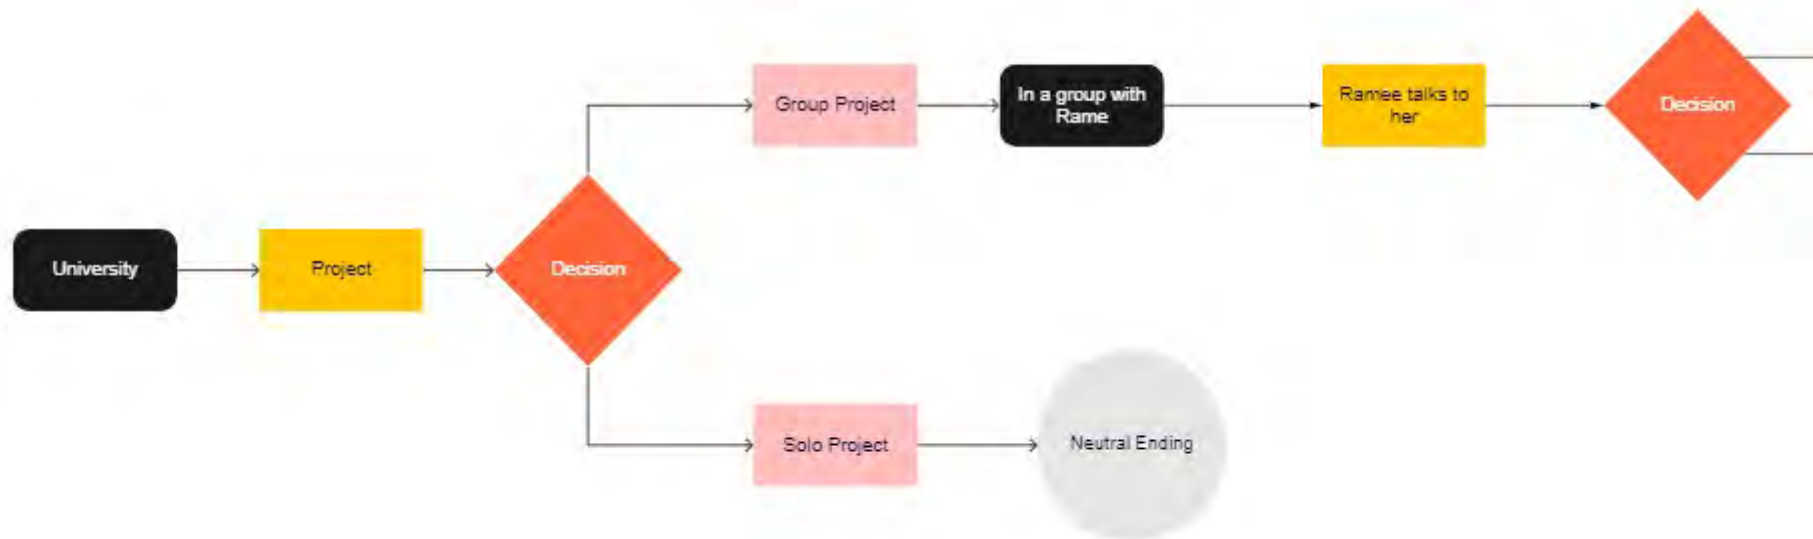 Group Project
In a group with
Rame
Ramee talks to
her
Decision
University
Project
Decision
Solo Project
Neutral Ending